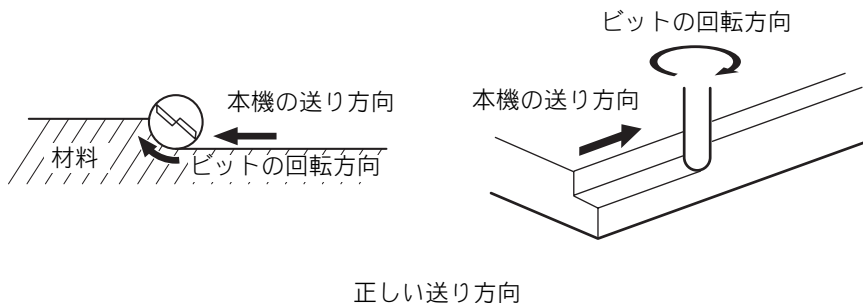 本機の送り方向
材料
ビットの回転方向
ビットの回転方向
本機の送り方向
正しい送り方向